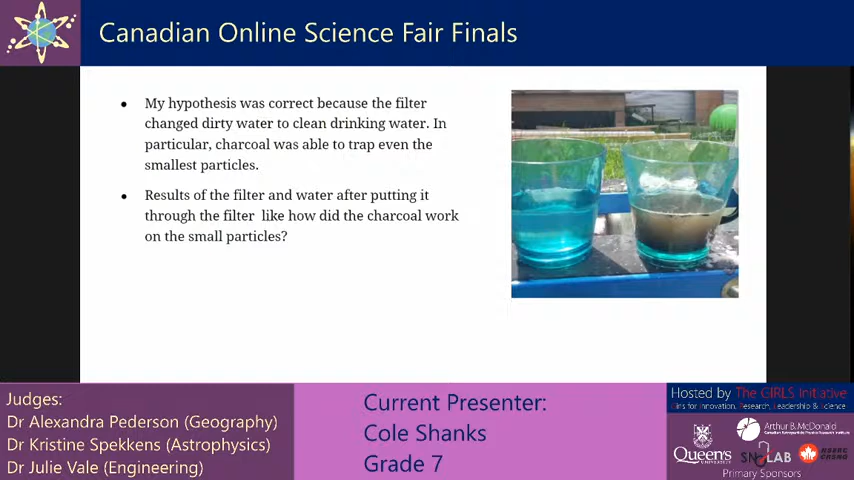 Canadian Online Science Fair Finals
• My hypothesis was correct because the filter
changed dirty water to clean drinking water. In
particular, charcoal was able to trap even the
smallest particles.
• Results of the filter and water after putting it
through the filter like how did the charcoal work
on the small particles?
Judges:
Dr Alexandra Pederson (Geography)
Dr Kristine Spekkens (Astrophysics)
Dr Julie Vale (Engineering)
Current Presenter:
Cole Shanks
Grade 7
Hosted by The GIRLS Initiative
Girls for Innovation, Research, Leadership & Science
Queen's
UNIVERSITY
Arthur B. McDonald
SNOLAB
NSERC
CRSNG
Primary Sponsors